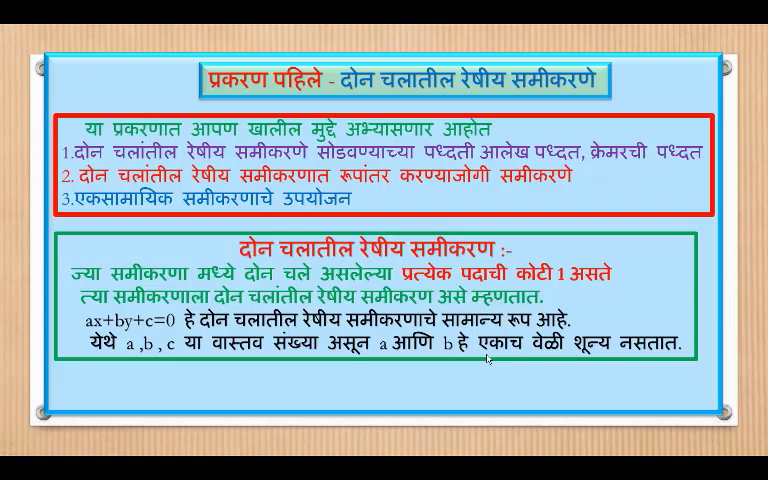 प्रकरण पहिले - दोन चलातील रेषीय समीकरणे
या प्रकरणात आपण खालील मुद्दे अभ्यासणार आहोत
1.दोन चलांतील रेषीय समीकरणे सोडवण्याच्या पध्दती आलेख पध्दत, क्रेमरची पध्दत
2. दोन चलांतील रेषीय समीकरणात रूपांतर करण्याजोगी समीकरणे
3.एकसामायिक समीकरणाचे उपयोजन
दोन चलातील रेषीय समीकरण :-
ज्या समीकरणा मध्ये दोन चले असलेल्या प्रत्येक पदाची कोटी 1 असते
त्या समीकरणाला दोन चलांतील रेषीय समीकरण असे म्हणतात.
ax+by+c=0 हे दोन चलातील रेषीय समीकरणाचे सामान्य रूप आहे.
येथे a ,b , c या वास्तव संख्या असून a आणि b हे एकाच वेळी शून्य नसतात.